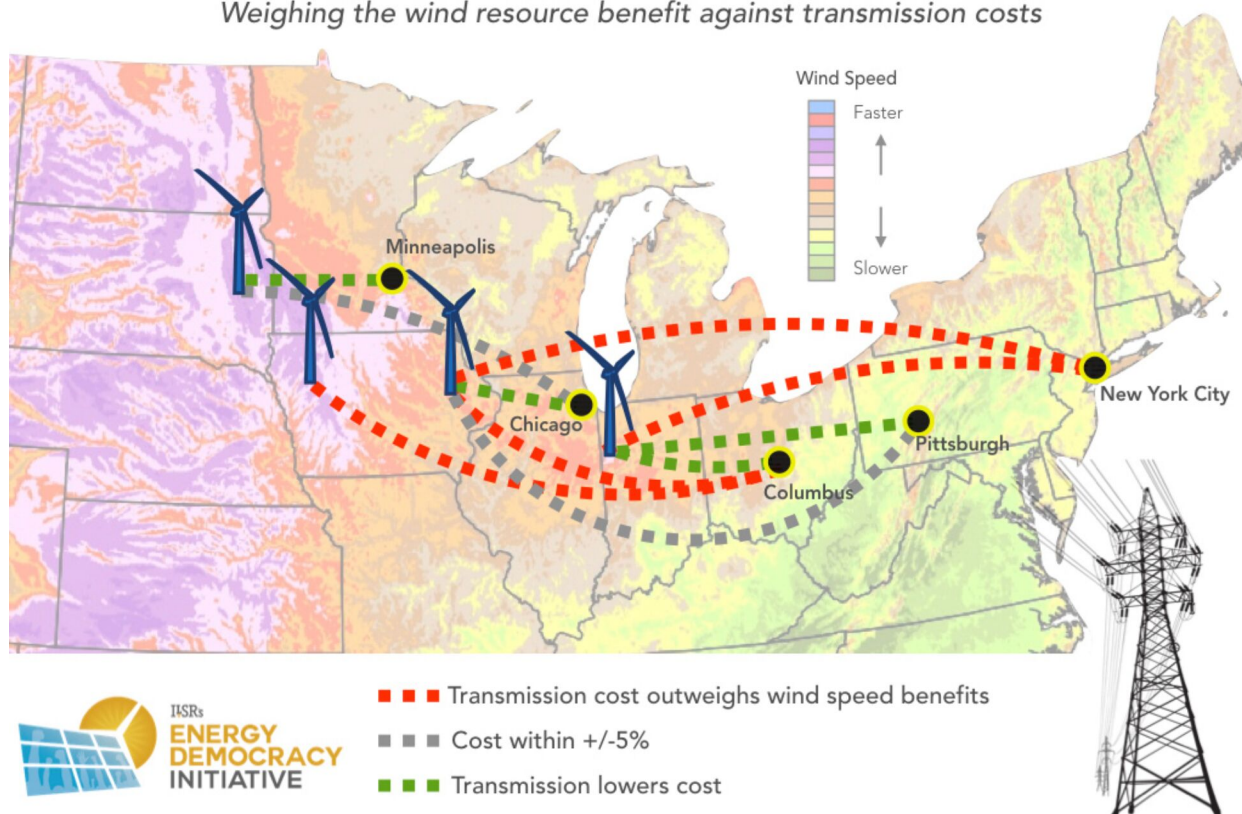 Weighing the wind resource benefit against transmission costs
Wind Speed
Faster
Slower
Minneapolis
New York City
Chicago
Pittsburgh
Columbus
Transmission cost outweighs wind speed benefits
Cost within +/-5%
Transmission lowers cost
ILSRs
ENERGY
DEMOCRACY
INITIATIVE